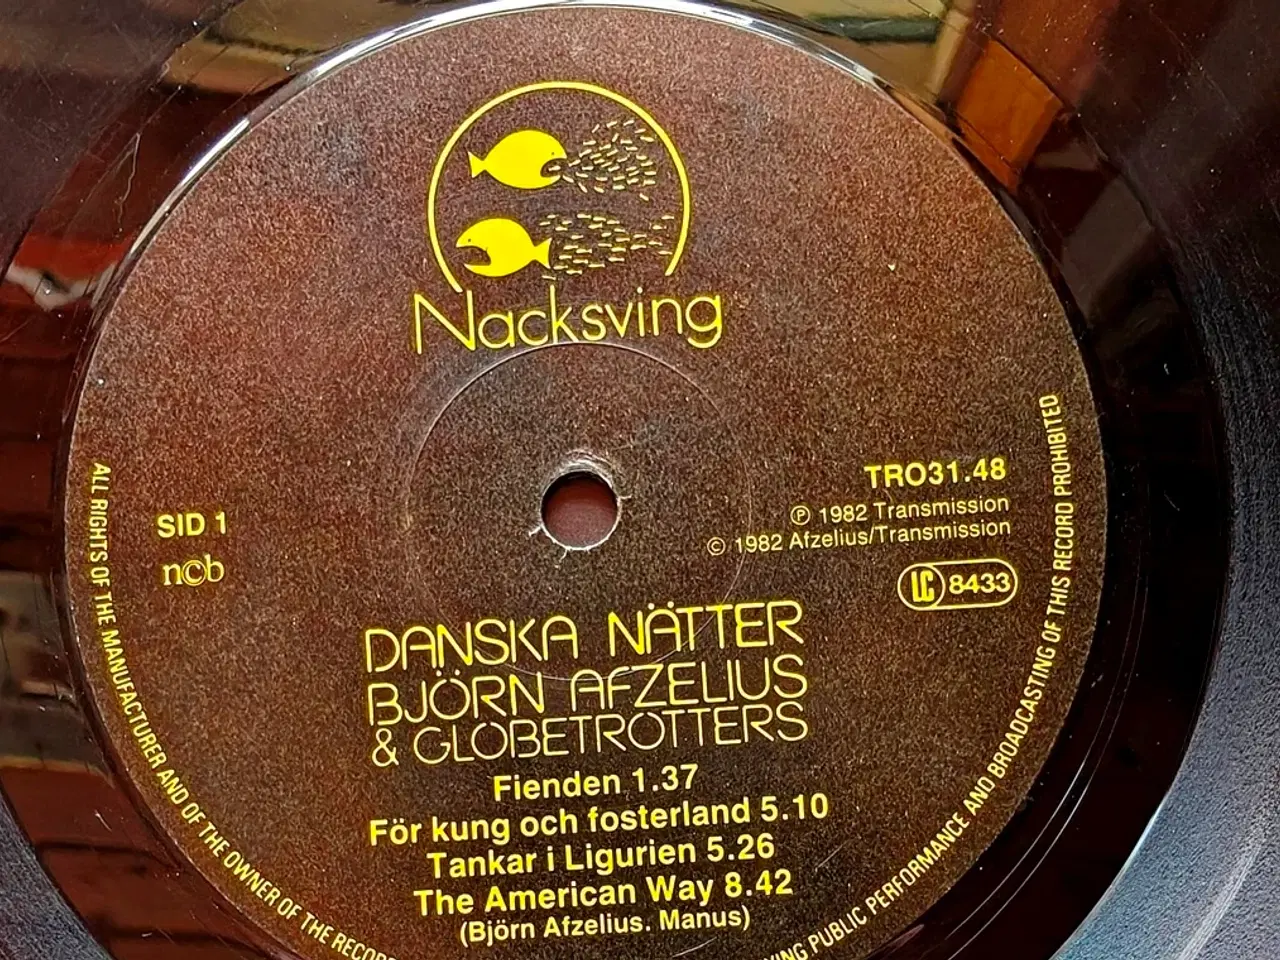 Nacksving
TRO31.48
SID 1
ncb
℗ 1982 Transmission
© 1982 Afzelius/Transmission
LC 8433
DANSKA NÄTTER
BJÖRN AFZELIUS
& GLOBETROTTERS
Fienden 1.37
För kung och fosterland 5.10
Tankar i Ligurien 5.26
The American Way 8.42
(Björn Afzelius. Manus)
ALL RIGHTS OF THE MANUFACTURER AND OF THE OWNER OF THE RECOR
PUBLIC PERFORMANCE AND BROADCASTING OF THIS RECORD PROHIBITED